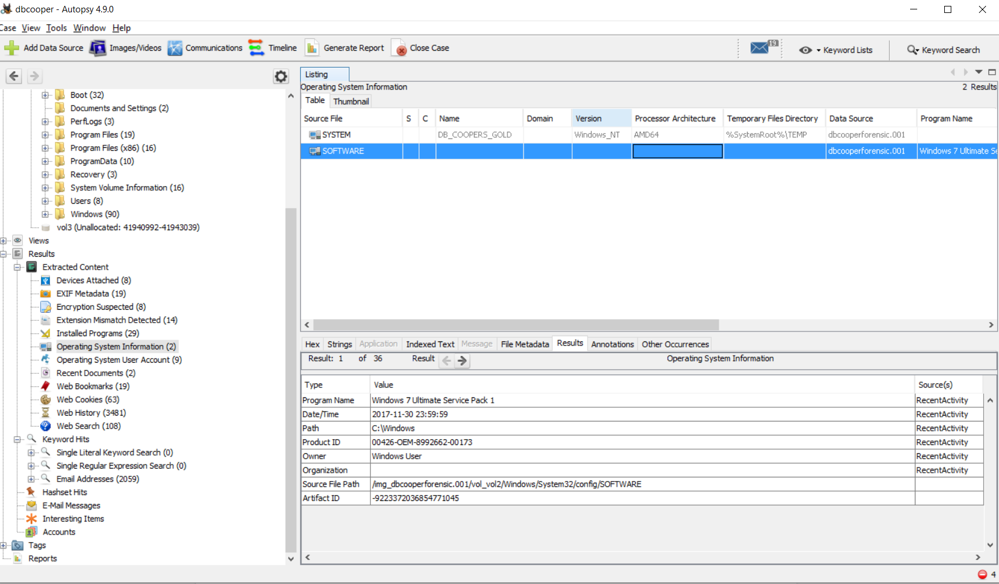 dbcooper - Autopsy 4.9.0
Case View Tools Window Help
Add Data Source Images/Videos Communications Timeline Generate Report Close Case 19 Keyword Lists Keyword Search
Boot (32)
Documents and Settings (2)
PerfLogs (3)
Program Files (19)
Program Files (x86) (16)
ProgramData (10)
Recovery (3)
System Volume Information (16)
Users (8)
Windows (90)
vol3 (Unallocated: 41940992-41943039)
Views
Results
Extracted Content
Devices Attached (8)
EXIF Metadata (19)
Encryption Suspected (8)
Extension Mismatch Detected (14)
Installed Programs (29)
Operating System Information (2)
Operating System User Account (9)
Recent Documents (2)
Web Bookmarks (19)
Web Cookies (63)
Web History (3481)
Web Search (108)
Keyword Hits
Single Literal Keyword Search (0)
Single Regular Expression Search (0)
Email Addresses (2059)
Hashset Hits
E-Mail Messages
Interesting Items
Accounts
Tags
Reports
Listing
Operating System Information 2 Results
Table Thumbnail
Source File S C Name Domain Version Processor Architecture Temporary Files Directory Data Source Program Name
SYSTEM DB_COOPERS_GOLD Windows_NT AMD64 %SystemRoot%\TEMP dbcooperforensic.001
SOFTWARE dbcooperforensic.001 Windows 7 Ultimate Se
Hex Strings Application Indexed Text Message File Metadata Results Annotations Other Occurrences
Result: 1 of 36 Result Operating System Information
Type Value Source(s)
Program Name Windows 7 Ultimate Service Pack 1 RecentActivity
Date/Time 2017-11-30 23:59:59 RecentActivity
Path C:\Windows RecentActivity
Product ID 00426-OEM-8992662-00173 RecentActivity
Owner Windows User RecentActivity
Organization RecentActivity
Source File Path /img_dbcooperforensic.001/vol_vol2/Windows/System32/config/SOFTWARE
Artifact ID -9223372036854771045
4